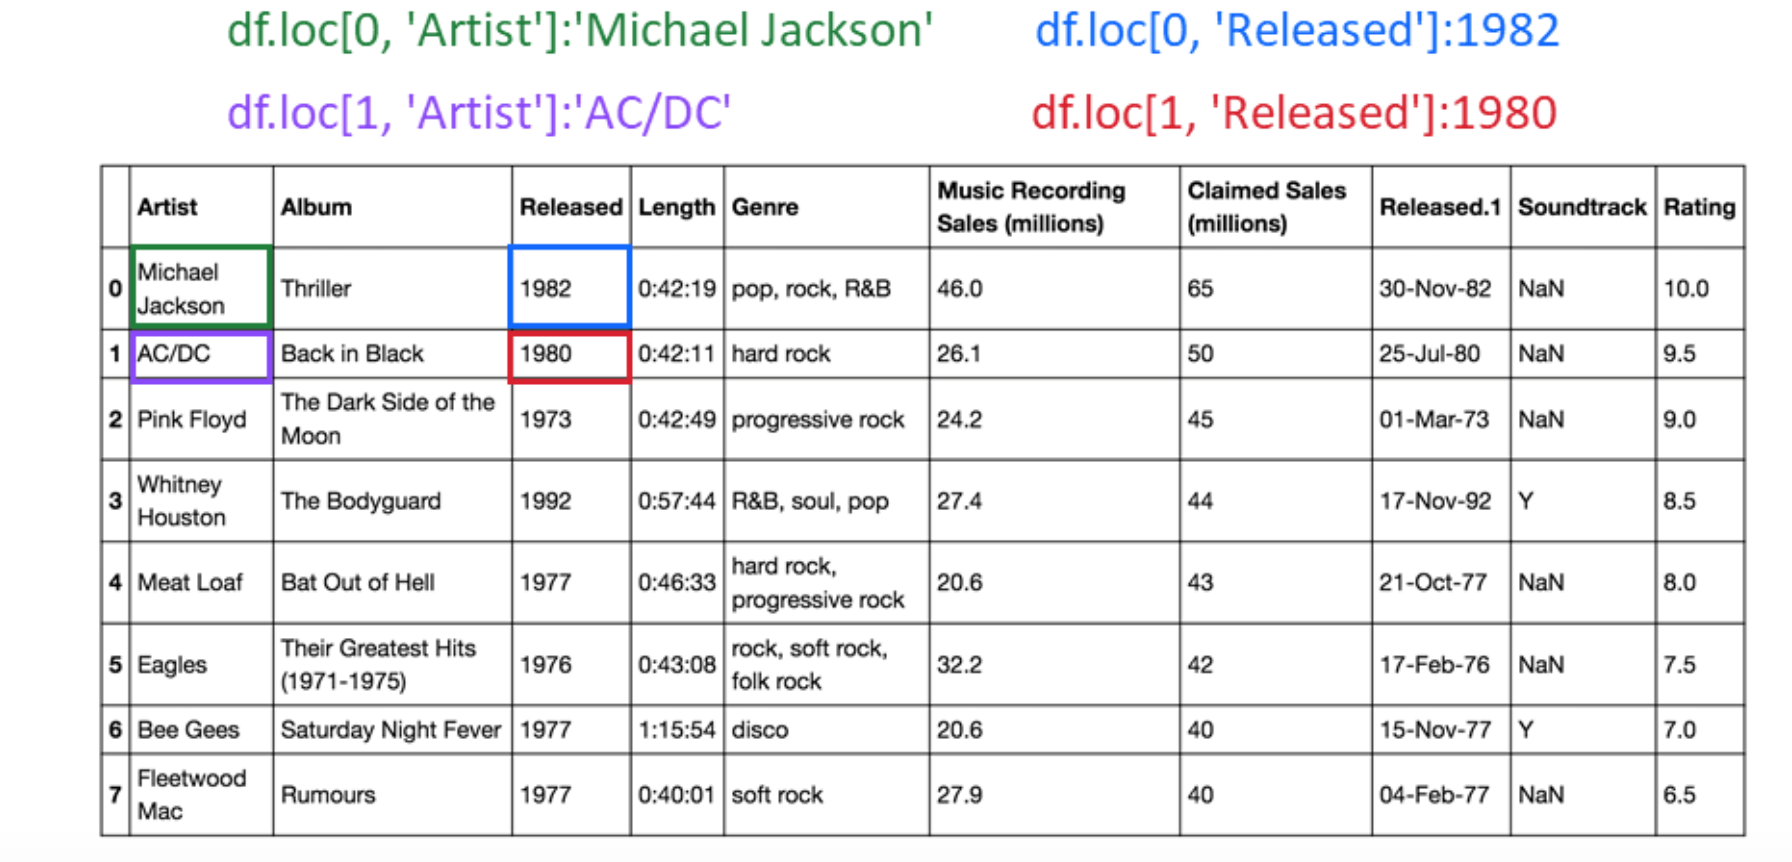 df.loc[0, 'Artist']:'Michael Jackson' df.loc[0, 'Released']:1982
df.loc[1, 'Artist']:'AC/DC' df.loc[1, 'Released']:1980
Artist Album Released Length Genre Music Recording Sales (millions) Claimed Sales (millions) Released.1 Soundtrack Rating
0 Michael Jackson Thriller 1982 0:42:19 pop, rock, R&B 46.0 65 30-Nov-82 NaN 10.0
1 AC/DC Back in Black 1980 0:42:11 hard rock 26.1 50 25-Jul-80 NaN 9.5
2 Pink Floyd The Dark Side of the Moon 1973 0:42:49 progressive rock 24.2 45 01-Mar-73 NaN 9.0
3 Whitney Houston The Bodyguard 1992 0:57:44 R&B, soul, pop 27.4 44 17-Nov-92 Y 8.5
4 Meat Loaf Bat Out of Hell 1977 0:46:33 hard rock, progressive rock 20.6 43 21-Oct-77 NaN 8.0
5 Eagles Their Greatest Hits (1971-1975) 1976 0:43:08 rock, soft rock, folk rock 32.2 42 17-Feb-76 NaN 7.5
6 Bee Gees Saturday Night Fever 1977 1:15:54 disco 20.6 40 15-Nov-77 Y 7.0
7 Fleetwood Mac Rumours 1977 0:40:01 soft rock 27.9 40 04-Feb-77 NaN 6.5